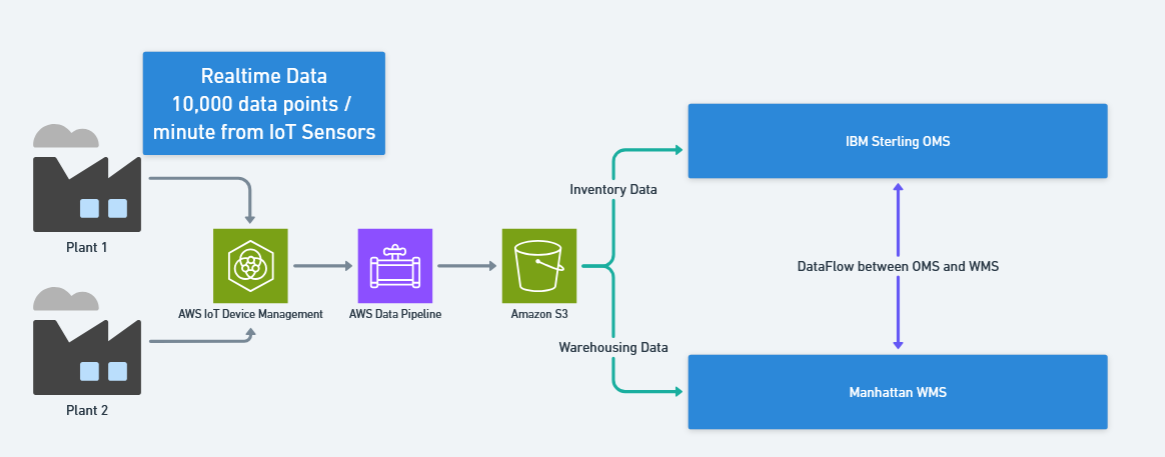 Realtime Data
10,000 data points /
minute from IoT Sensors
IBM Sterling OMS
Inventory Data
Plant 1
DataFlow between OMS and WMS
AWS IoT Device Management
AWS Data Pipeline
Amazon S3
Warehousing Data
Manhattan WMS
Plant 2